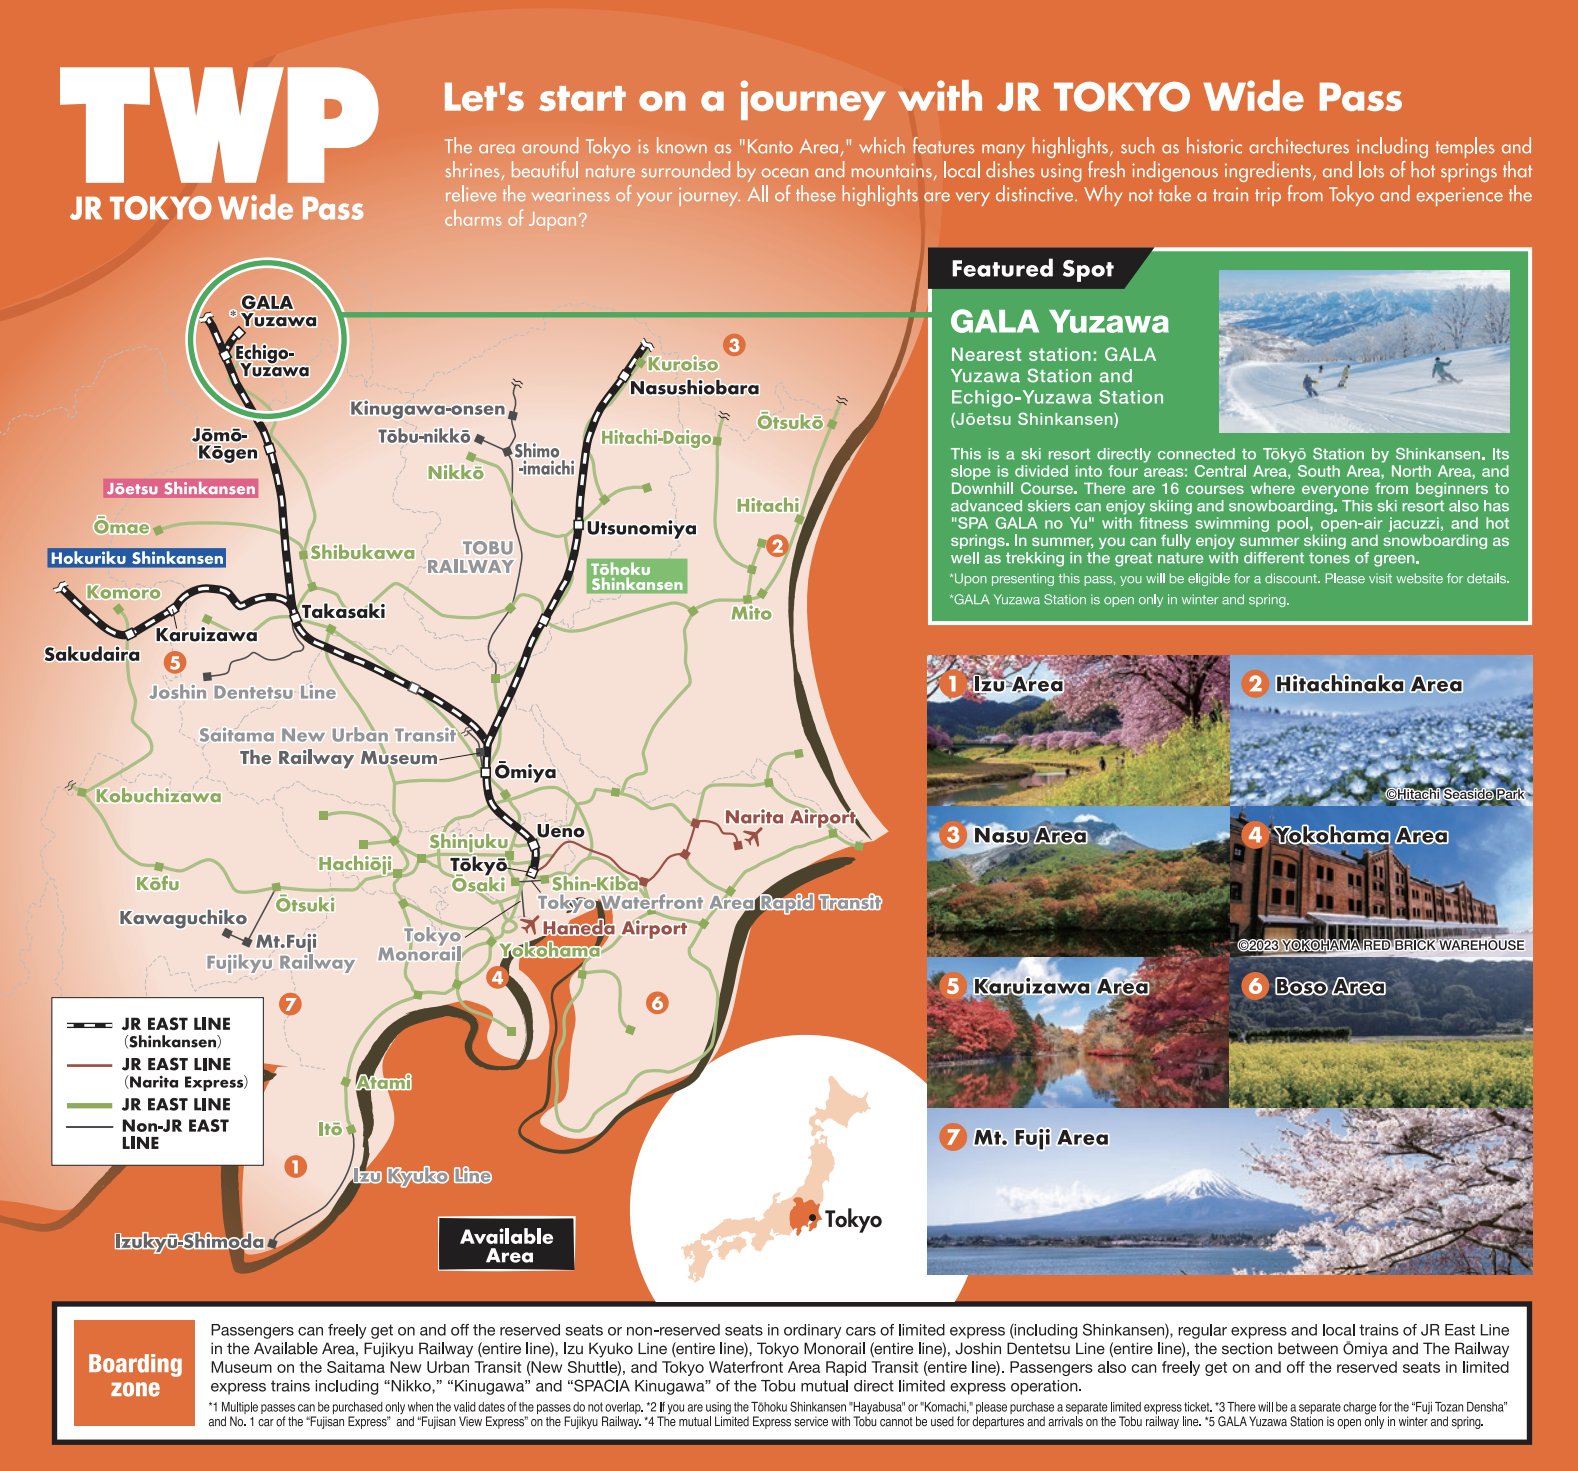 TWP
JR TOKYO Wide Pass
Let's start on a journey with JR TOKYO Wide Pass
The area around Tokyo is known as "Kanto Area," which features many highlights, such as historic architectures including temples and
shrines, beautiful nature surrounded by ocean and mountains, local dishes using fresh indigenous ingredients, and lots of hot springs that
relieve the weariness of your journey. All of these highlights are very distinctive. Why not take a train trip from Tokyo and experience the
charms of Japan?
Featured Spot
GALA Yuzawa
Nearest station: GALA
Yuzawa Station and
Echigo-Yuzawa Station
(Jōetsu Shinkansen)
This is a ski resort directly connected to Tōkyō Station by Shinkansen. Its
slope is divided into four areas: Central Area, South Area, North Area, and
Downhill Course. There are 16 courses where everyone from beginners to
advanced skiers can enjoy skiing and snowboarding. This ski resort also has
"SPA GALA no Yu" with fitness swimming pool, open-air jacuzzi, and hot
springs. In summer, you can fully enjoy summer skiing and snowboarding as
well as trekking in the great nature with different tones of green.
*Upon presenting this pass, you will be eligible for a discount. Please visit website for details.
*GALA Yuzawa Station is open only in winter and spring.
GALA
* Yuzawa
Echigo-
Yuzawa
3
Kuroiso
Nasushiobara
Kinugawa-onsen
Tōbu-nikkō
Shimo
-imaichi
Nikkō
Hitachi-Daigo
Ōtsukō
Jōmō-
Kōgen
Jōetsu Shinkansen
Hitachi
Ōmae
Utsunomiya
2
Hokuriku Shinkansen
Shibukawa
TOBU
RAILWAY
Tōhoku
Shinkansen
Komoro
Takasaki
Mito
Karuizawa
Sakudaira
5
Joshin Dentetsu Line
Saitama New Urban Transit
The Railway Museum
Ōmiya
Kobuchizawa
Narita Airport
Ueno
Shinjuku
Tōkyō
Hachiōji
Ōsaki
Shin-Kiba
Kōfu
Ōtsuki
Tokyo Waterfront Area Rapid Transit
Kawaguchiko
Haneda Airport
Mt.Fuji
Tokyo
Monorail
Yokohama
Fujikyu Railway
4
7
6
JR EAST LINE
(Shinkansen)
JR EAST LINE
(Narita Express)
JR EAST LINE
Non-JR EAST
LINE
Atami
Itō
1
Izu Kyuko Line
Izukyū-Shimoda
Available
Area
Tokyo
1 Izu Area
2 Hitachinaka Area
©Hitachi Seaside Park
3 Nasu Area
4 Yokohama Area
©2023 YOKOHAMA RED BRICK WAREHOUSE
5 Karuizawa Area
6 Boso Area
7 Mt. Fuji Area
Boarding
zone
Passengers can freely get on and off the reserved seats or non-reserved seats in ordinary cars of limited express (including Shinkansen), regular express and local trains of JR East Line
in the Available Area, Fujikyu Railway (entire line), Izu Kyuko Line (entire line), Tokyo Monorail (entire line), Joshin Dentetsu Line (entire line), the section between Ōmiya and The Railway
Museum on the Saitama New Urban Transit (New Shuttle), and Tokyo Waterfront Area Rapid Transit (entire line). Passengers also can freely get on and off the reserved seats in limited
express trains including “Nikko,” “Kinugawa” and “SPACIA Kinugawa” of the Tobu mutual direct limited express operation.
*1 Multiple passes can be purchased only when the valid dates of the passes do not overlap. *2 If you are using the Tōhoku Shinkansen "Hayabusa" or "Komachi," please purchase a separate limited express ticket. *3 There will be a separate charge for the “Fuji Tozan Densha”
and No. 1 car of the “Fujisan Express” and “Fujisan View Express” on the Fujikyu Railway. *4 The mutual Limited Express service with Tobu cannot be used for departures and arrivals on the Tobu railway line. *5 GALA Yuzawa Station is open only in winter and spring.